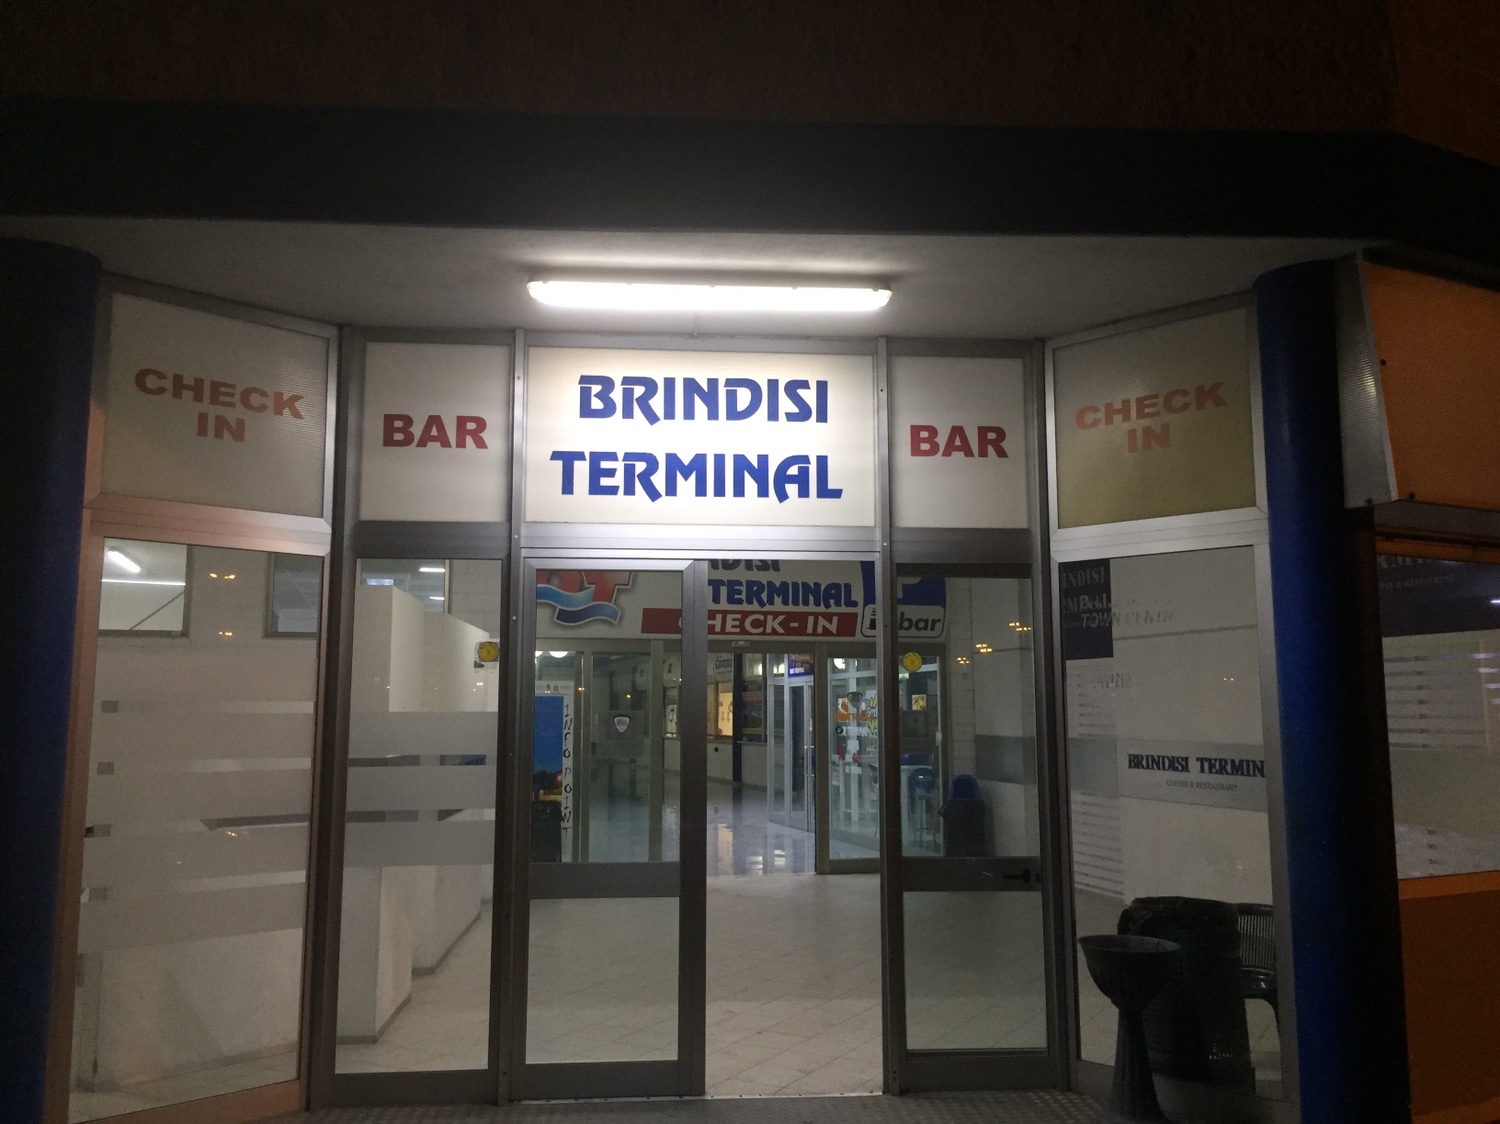 CHECK
IN
BAR
BRINDISI
TERMINAL
BAR
CHECK
IN
TERMINAL
CHECK-IN
bar
INFO POINT
BRINDISI TERMIN